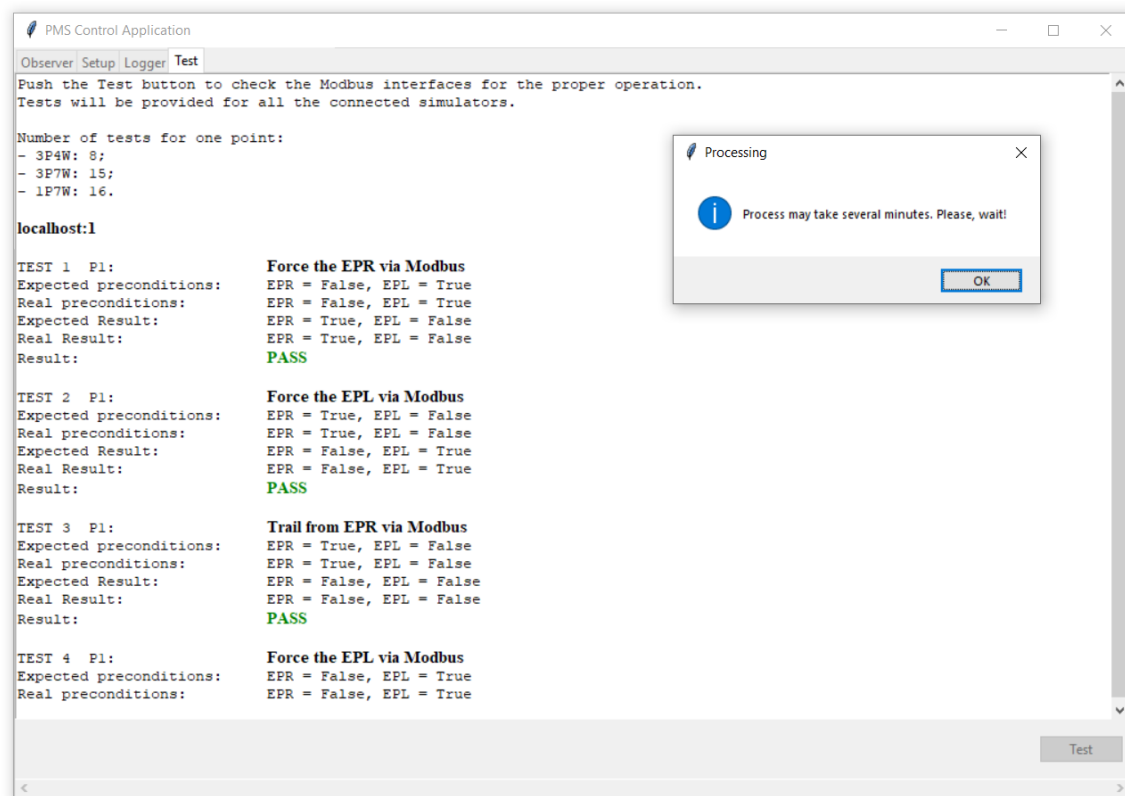 PMS Control Application
Observer Setup Logger Test
Push the Test button to check the Modbus interfaces for the proper operation.
Tests will be provided for all the connected simulators.
Number of tests for one point:
- 3P4W: 8;
- 3P7W: 15;
- 1P7W: 16.
localhost:1
TEST 1 P1: Force the EPR via Modbus
Expected preconditions: EPR = False, EPL = True
Real preconditions: EPR = False, EPL = True
Expected Result: EPR = True, EPL = False
Real Result: EPR = True, EPL = False
Result: PASS
TEST 2 P1: Force the EPL via Modbus
Expected preconditions: EPR = True, EPL = False
Real preconditions: EPR = True, EPL = False
Expected Result: EPR = False, EPL = True
Real Result: EPR = False, EPL = True
Result: PASS
TEST 3 P1: Trail from EPR via Modbus
Expected preconditions: EPR = True, EPL = False
Real preconditions: EPR = True, EPL = False
Expected Result: EPR = False, EPL = False
Real Result: EPR = False, EPL = False
Result: PASS
TEST 4 P1: Force the EPL via Modbus
Expected preconditions: EPR = False, EPL = True
Real preconditions: EPR = False, EPL = True
Processing
Process may take several minutes. Please, wait!
OK
Test